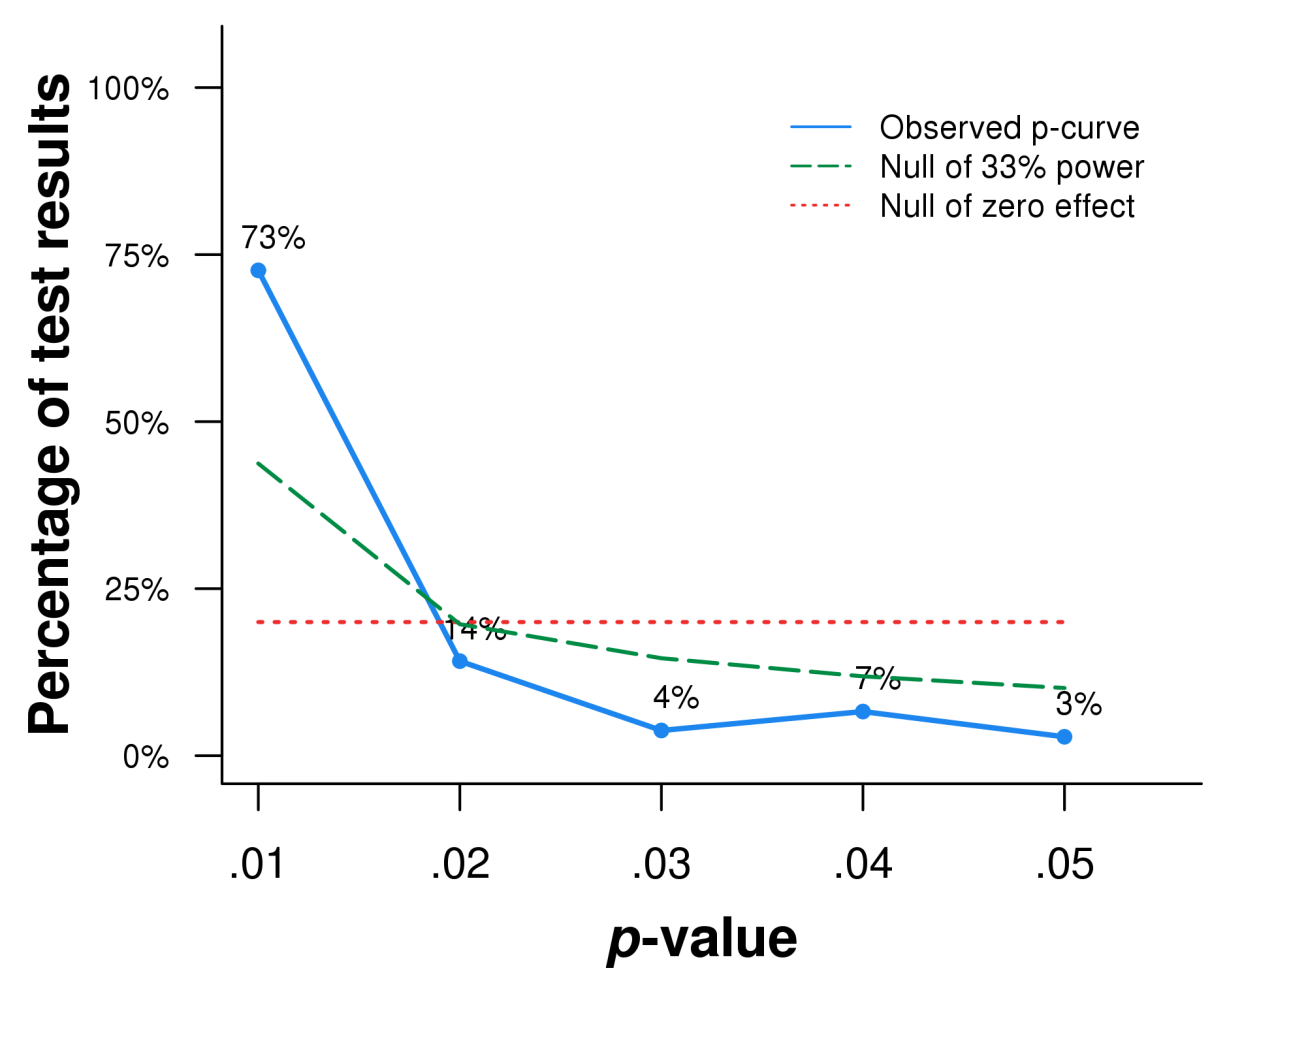 Percentage of test results
100%
75%
50%
25%
0%
Observed p-curve
Null of 33% power
Null of zero effect
73%
14%
4%
7%
3%
.01 .02 .03 .04 .05
p-value